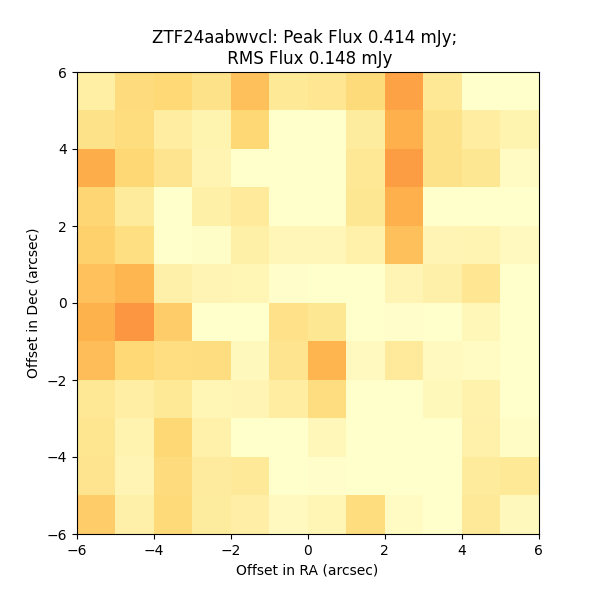 ZTF24aabwvcl: Peak Flux 0.414 mJy;
RMS Flux 0.148 mJy
6
4
2
0
−2
−4
−6
Offset in Dec (arcsec)
−6 −4 −2 0 2 4 6
Offset in RA (arcsec)